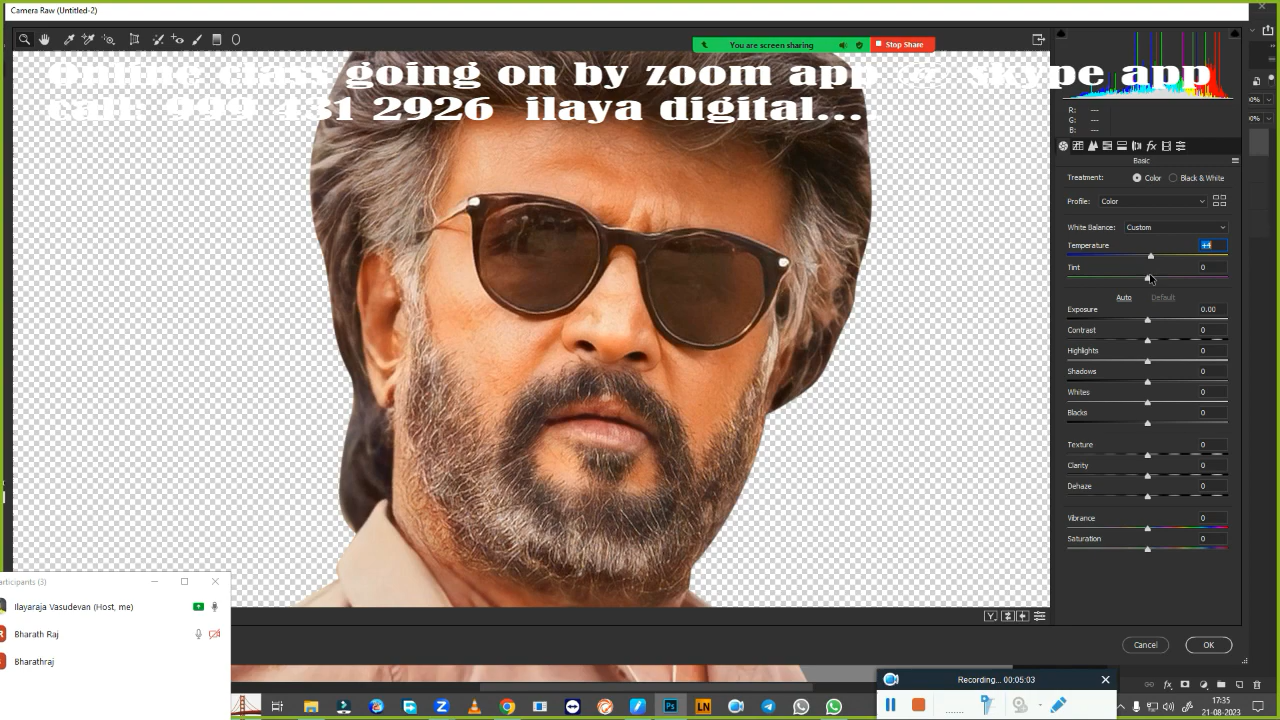 Camera Raw (Untitled-2)
You are screen sharing
Stop Share
Online class going on by zoom app @ skype app
call: 999 431 2926 ilaya digital....
R: ---
G: ---
B: ---
Basic
Treatment: Color Black & White
Profile: Color
White Balance: Custom
Temperature +4
Tint 0
Auto Default
Exposure 0.00
Contrast 0
Highlights 0
Shadows 0
Whites 0
Blacks 0
Texture 0
Clarity 0
Dehaze 0
Vibrance 0
Saturation 0
articipants (3)
Ilayaraja Vasudevan (Host, me)
Bharath Raj
Bharathraj
Y
Cancel OK
Recording... 00:05:03
Ps
LN
17:35
21-08-2023